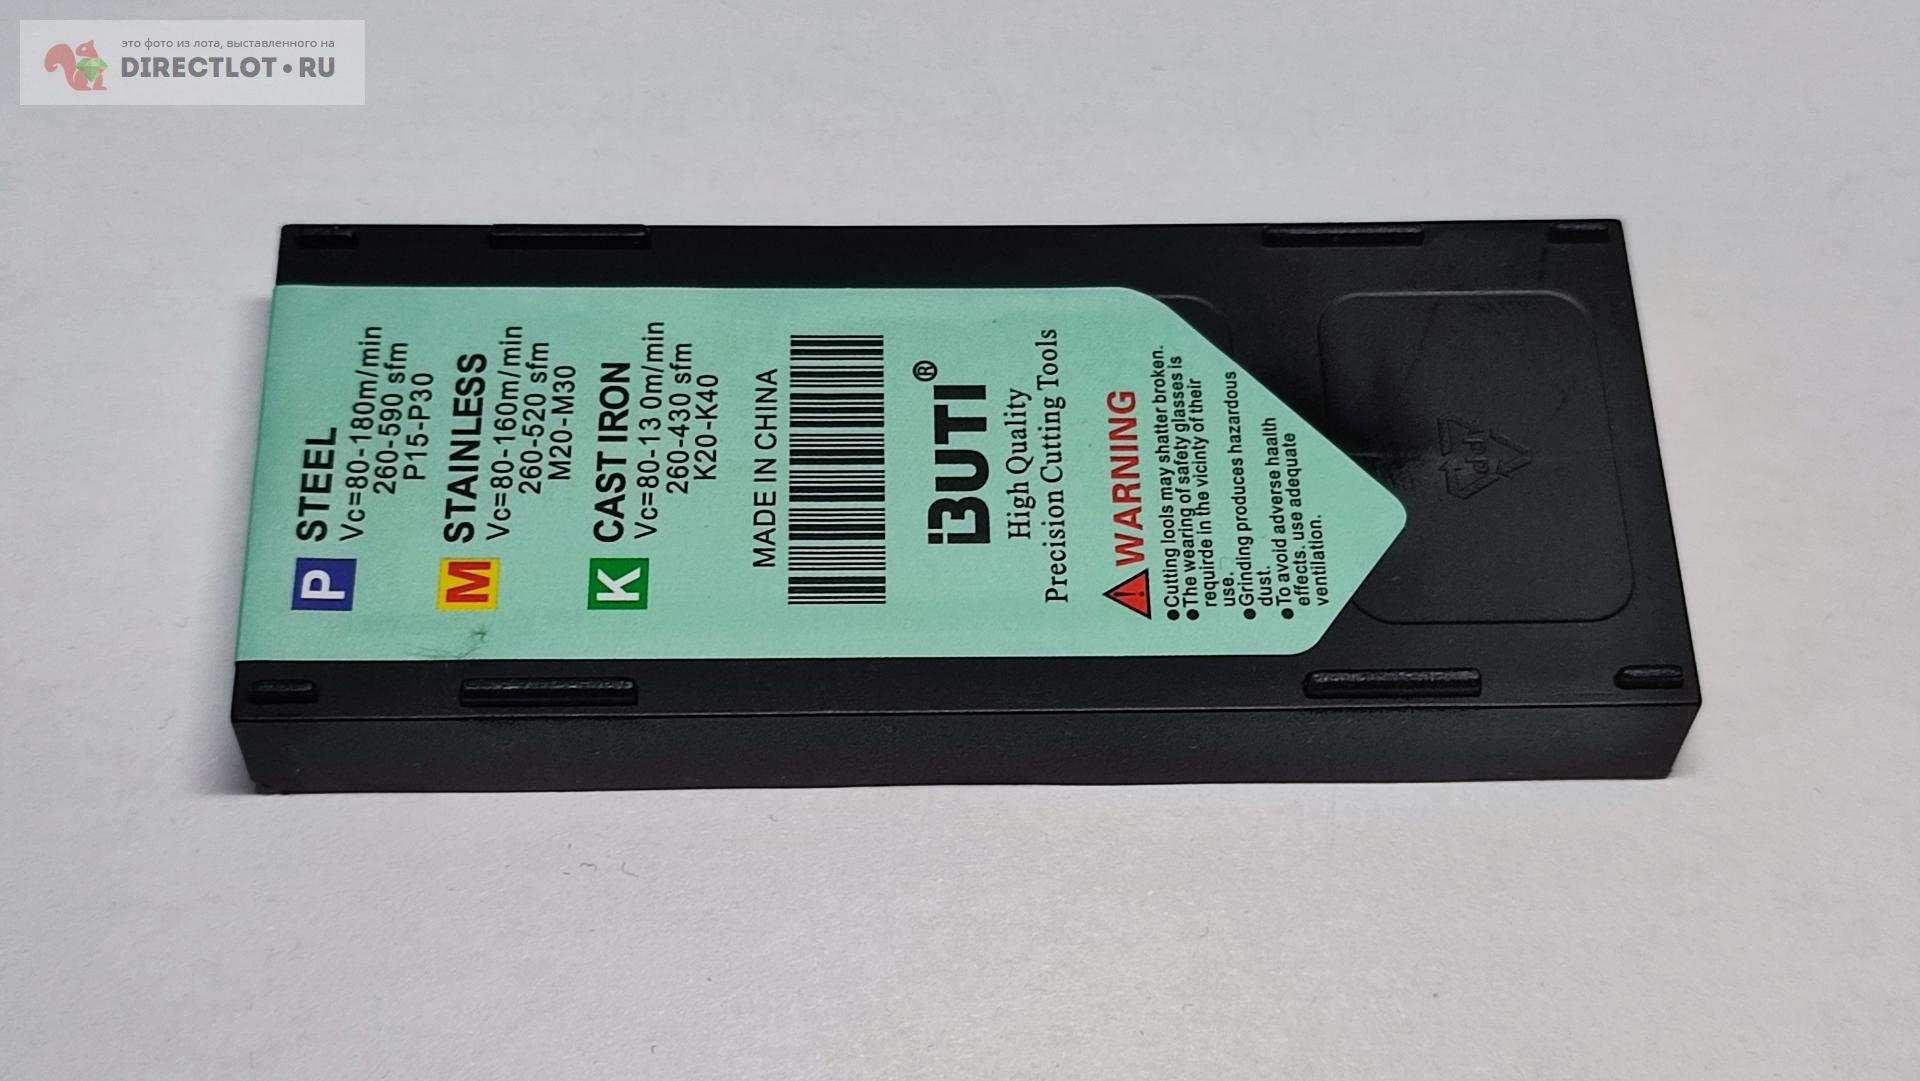 это фото из лота, выставленного на
DIRECTLOT•RU
P STEEL
Vc=80-180m/min
260-590 sfm
P15-P30
M STAINLESS
Vc=80-160m/min
260-520 sfm
M20-M30
K CAST IRON
Vc=80-13 0m/min
260-430 sfm
K20-K40
MADE IN CHINA
iBUTI®
High Quality
Precision Cutting Tools
WARNING
●Cutting lools may shatter broken.
●The wearing of safety glasses is
requirde in the vicinty of their
use.
●Grinding produces hazardous
dust.
●To avoid adverse haalth
effects. use adequate
ventilation.
PP